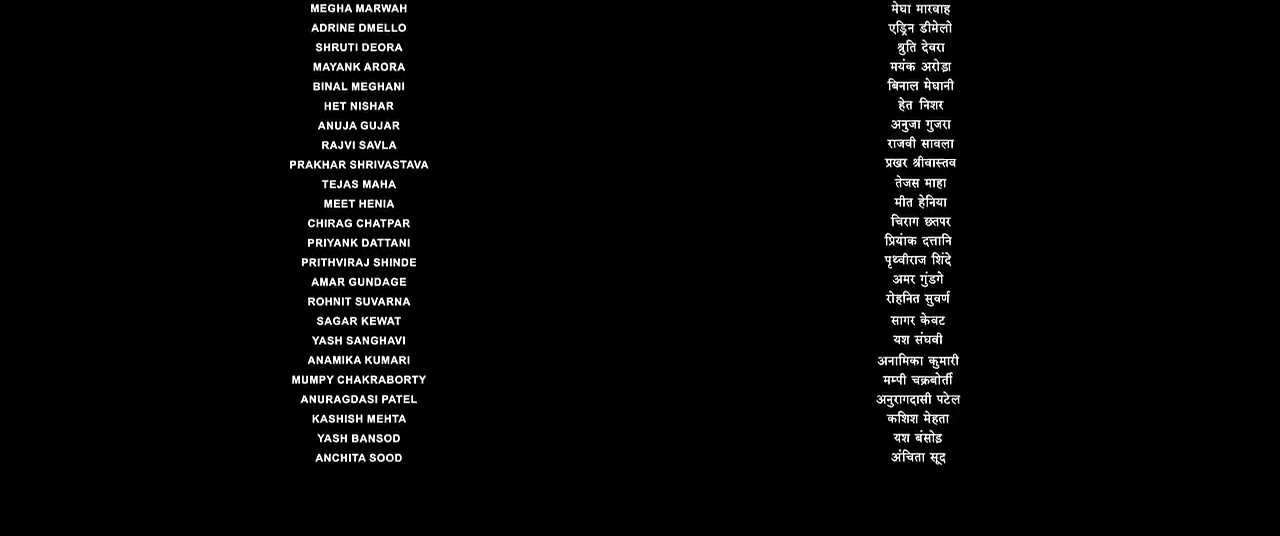 MEGHA MARWAH मेघा मारवाह
ADRINE DMELLO एड्रिन डीमेलो
SHRUTI DEORA श्रुति देवरा
MAYANK ARORA मयंक अरोड़ा
BINAL MEGHANI बिनाल मेघानी
HET NISHAR हेत निशर
ANUJA GUJAR अनुजा गुजरा
RAJVI SAVLA राजवी सावला
PRAKHAR SHRIVASTAVA प्रखर श्रीवास्तव
TEJAS MAHA तेजस माहा
MEET HENIA मीत हेनिया
CHIRAG CHATPAR चिराग छतपर
PRIYANK DATTANI प्रियांक दत्तानि
PRITHVIRAJ SHINDE पृथ्वीराज शिंदे
AMAR GUNDAGE अमर गुंडगे
ROHNIT SUVARNA रोहनित सुवर्ण
SAGAR KEWAT सागर केवट
YASH SANGHAVI यश संघवी
ANAMIKA KUMARI अनामिका कुमारी
MUMPY CHAKRABORTY मम्पी चक्रबोर्ती
ANURAGDASI PATEL अनुरागदासी पटेल
KASHISH MEHTA कशिश मेहता
YASH BANSOD यश बंसोड़
ANCHITA SOOD अंचिता सूद